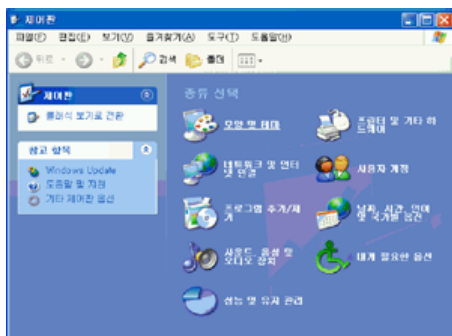 제어판
파일(F) 편집(E) 보기(V) 즐겨찾기(A) 도구(T) 도움말(H)
뒤로 검색 폴더
제어판
클래식 보기로 전환
참고 항목
Windows Update
도움말 및 지원
기타 제어판 옵션
종류 선택
모양 및 테마
프린터 및 기타 하
드웨어
네트워크 및 인터
넷 연결
사용자 계정
프로그램 추가/제
거
날짜, 시간, 언어
및 국가별 옵션
사운드, 음성 및
오디오 장치
내게 필요한 옵션
성능 및 유지 관리